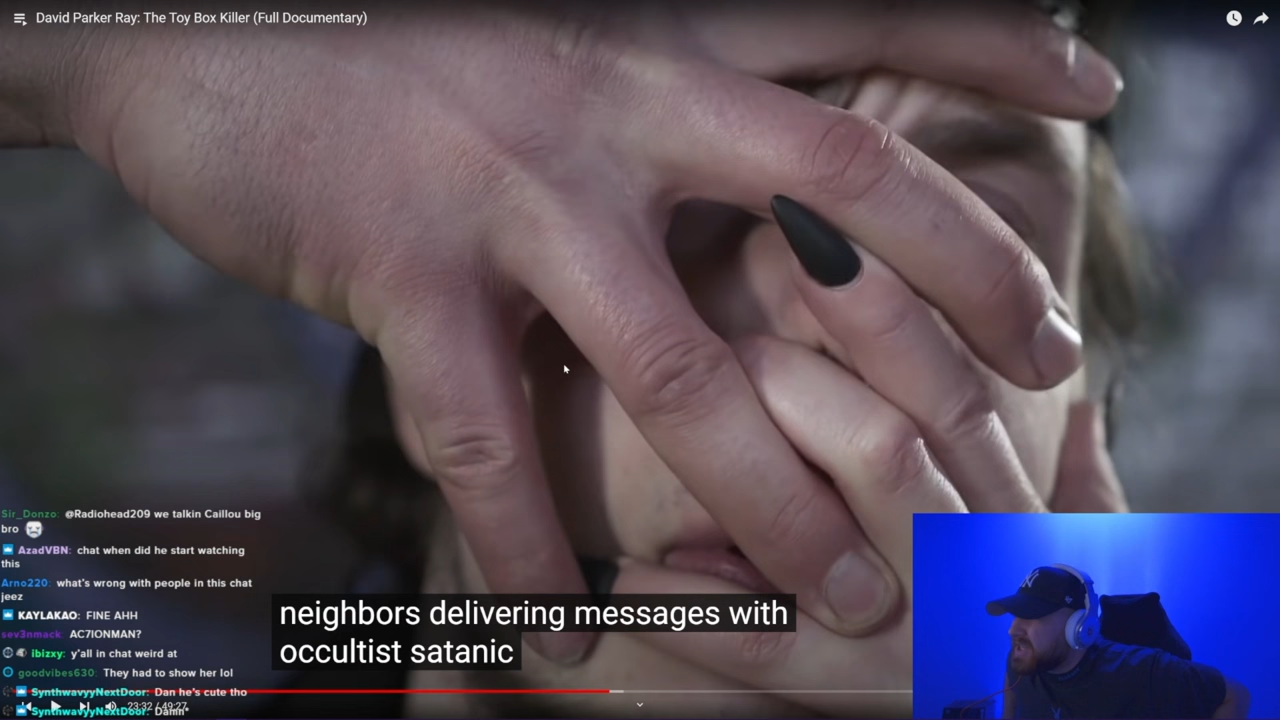 David Parker Ray: The Toy Box Killer (Full Documentary)
Sir_Donzo: @Radiohead209 we talkin Caillou big
bro
AzadVBN: chat when did he start watching
this
Arno220: what's wrong with people in this chat
jeez
KAYLAKAO: FINE AHH
sev3nmack: AC7IONMAN?
ibizxy: y'all in chat weird at
goodvibes630: They had to show her lol
SynthwavyyNextDoor: Dan he's cute tho
SynthwavyyNextDoor: Damn*
23:32 / 49:27
neighbors delivering messages with
occultist satanic